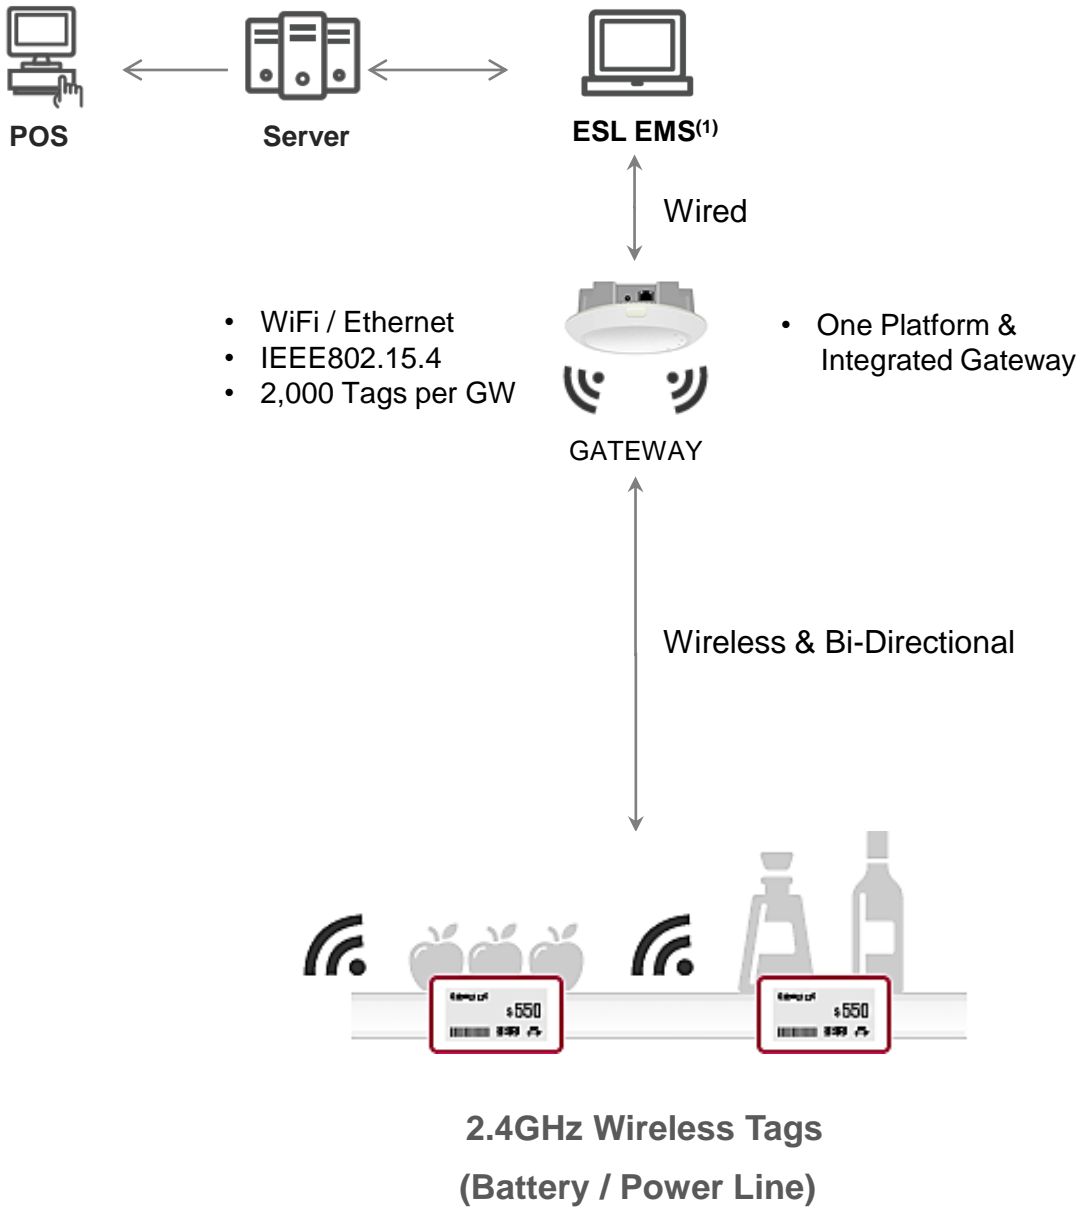 POS
Server
ESL EMS(1)
Wired
• WiFi / Ethernet
• IEEE802.15.4
• 2,000 Tags per GW
• One Platform &
Integrated Gateway
GATEWAY
Wireless & Bi-Directional
$550
$550
2.4GHz Wireless Tags
(Battery / Power Line)